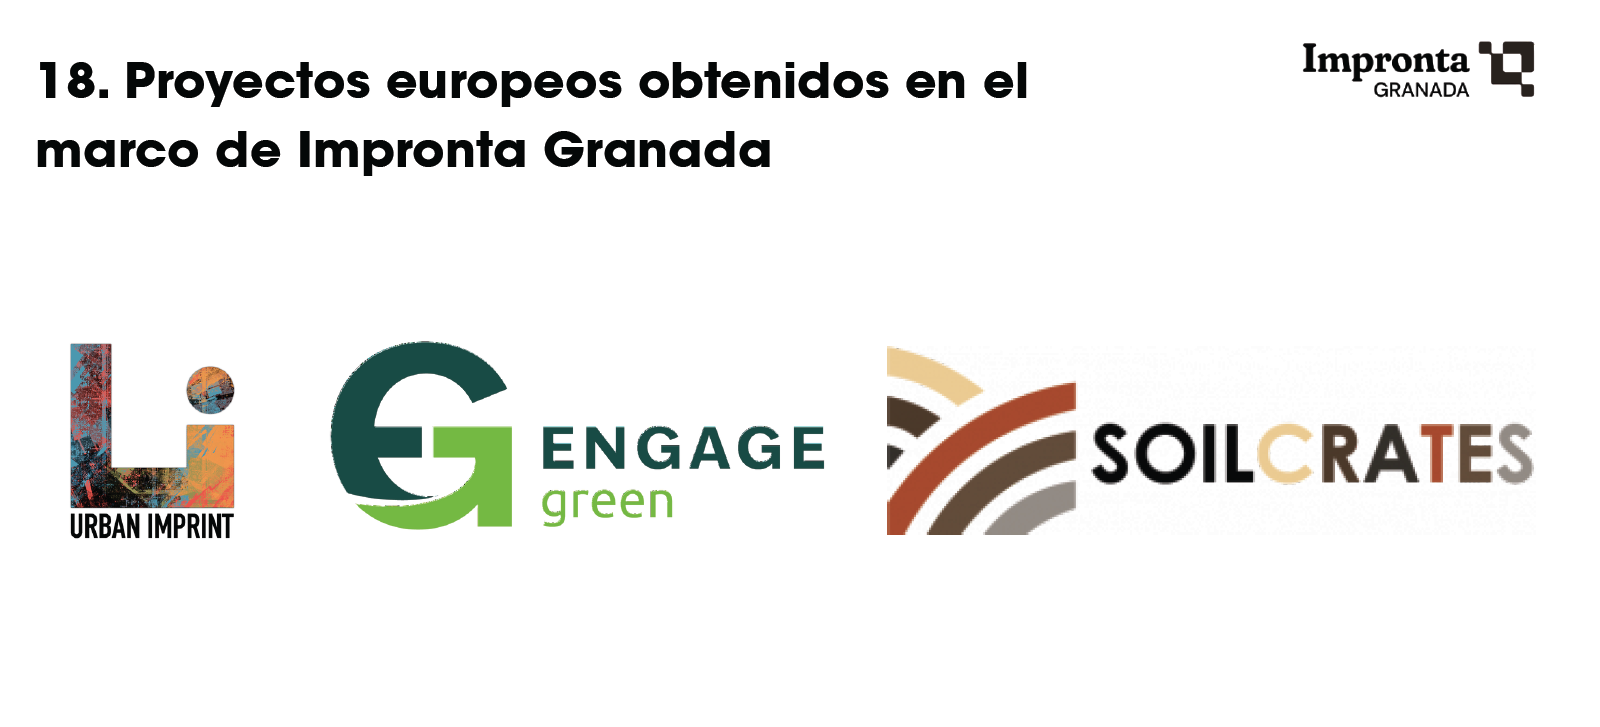 18. Proyectos europeos obtenidos en el
marco de Impronta Granada
Impronta
GRANADA
URBAN IMPRINT
ENGAGE
green
SOILCRATES